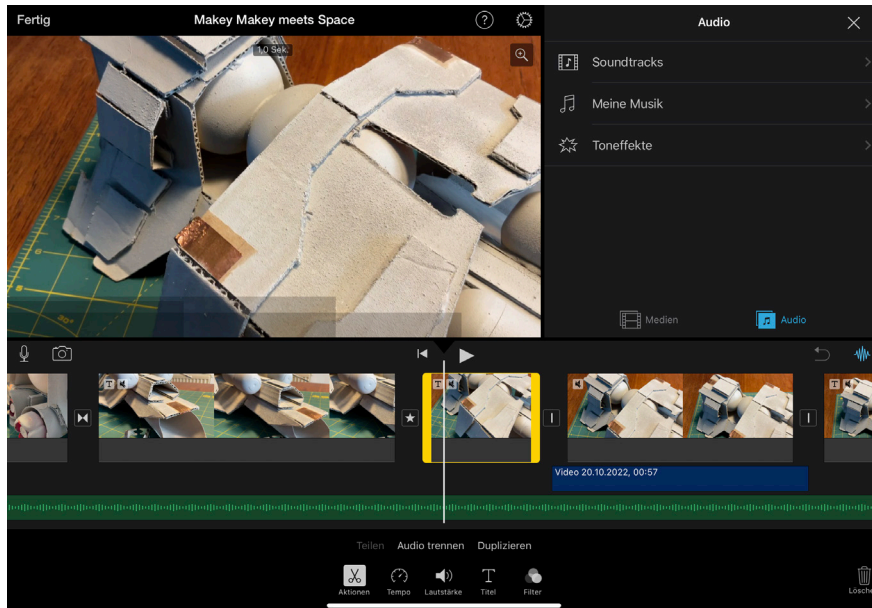 Fertig
Makey Makey meets Space
?
Audio
1,0 Sek.
Soundtracks
Meine Musik
Toneffekte
Medien
Audio
T
T
T
Video 20.10.2022, 00:57
Teilen Audio trennen Duplizieren
Aktionen Tempo Lautstärke Titel Filter
Lösche